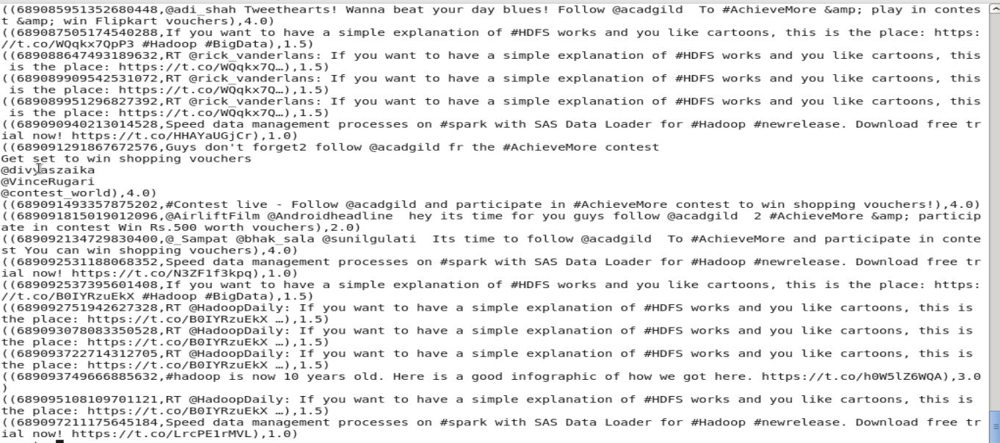 ((689085951352680448,@adi_shah Tweethearts! Wanna beat your day blues! Follow @acadgild  To #AchieveMore &amp; play in contes
t &amp; win Flipkart vouchers),4.0)
((689087505174540288,If you want to have a simple explanation of #HDFS works and you like cartoons, this is the place: https:
//t.co/WQqkx7QpP3 #Hadoop #BigData),1.5)
((689088647493189632,RT @rick_vanderlans: If you want to have a simple explanation of #HDFS works and you like cartoons, this
 is the place: https://t.co/WQqkx7Q…),1.5)
((689089909542531072,RT @rick_vanderlans: If you want to have a simple explanation of #HDFS works and you like cartoons, this
 is the place: https://t.co/WQqkx7Q…),1.5)
((689089951296827392,RT @rick_vanderlans: If you want to have a simple explanation of #HDFS works and you like cartoons, this
 is the place: https://t.co/WQqkx7Q…),1.5)
((689090940213014528,Speed data management processes on #spark with SAS Data Loader for #Hadoop #newrelease. Download free tr
ial now! https://t.co/HHAYaUGjCr),1.0)
((689091291867672576,Guys don't forget2 follow @acadgild fr the #AchieveMore contest
Get set to win shopping vouchers
@divyaszaika
@VinceRugari
@contest_world),4.0)
((689091493357875202,#Contest live - Follow @acadgild and participate in #AchieveMore contest to win shopping vouchers!),4.0)
((689091815019012096,@AirliftFilm @Androidheadline  hey its time for you guys follow @acadgild  2 #AchieveMore &amp; particip
ate in contest Win Rs.500 worth vouchers),2.0)
((689092134729830400,@_Sampat @bhak_sala @sunilgulati  Its time to follow @acadgild  To #AchieveMore and participate in conte
st You can win shopping vouchers),4.0)
((689092531188068352,Speed data management processes on #spark with SAS Data Loader for #Hadoop #newrelease. Download free tr
ial now! https://t.co/N3ZF1f3kpq),1.0)
((689092537395601408,If you want to have a simple explanation of #HDFS works and you like cartoons, this is the place: https:
//t.co/B0IYRzuEkX #Hadoop #BigData),1.5)
((689092751942627328,RT @HadoopDaily: If you want to have a simple explanation of #HDFS works and you like cartoons, this is
the place: https://t.co/B0IYRzuEkX …),1.5)
((689093078083350528,RT @HadoopDaily: If you want to have a simple explanation of #HDFS works and you like cartoons, this is
the place: https://t.co/B0IYRzuEkX …),1.5)
((689093722714312705,RT @HadoopDaily: If you want to have a simple explanation of #HDFS works and you like cartoons, this is
the place: https://t.co/B0IYRzuEkX …),1.5)
((689093749666885632,#hadoop is now 10 years old. Here is a good infographic of how we got here. https://t.co/h0W5lZ6WQA),3.0
)
((689095108109701121,RT @HadoopDaily: If you want to have a simple explanation of #HDFS works and you like cartoons, this is
the place: https://t.co/B0IYRzuEkX …),1.5)
((689097211175645184,Speed data management processes on #spark with SAS Data Loader for #Hadoop #newrelease. Download free tr
ial now! https://t.co/LrcPE1rMVL),1.0)